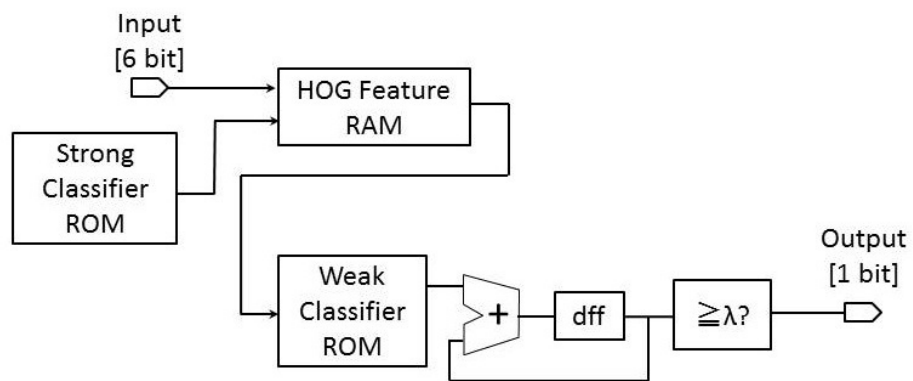 Input
[6 bit]
HOG Feature
RAM
Strong
Classifier
ROM
Weak
Classifier
ROM
+
dff
≧λ?
Output
[1 bit]